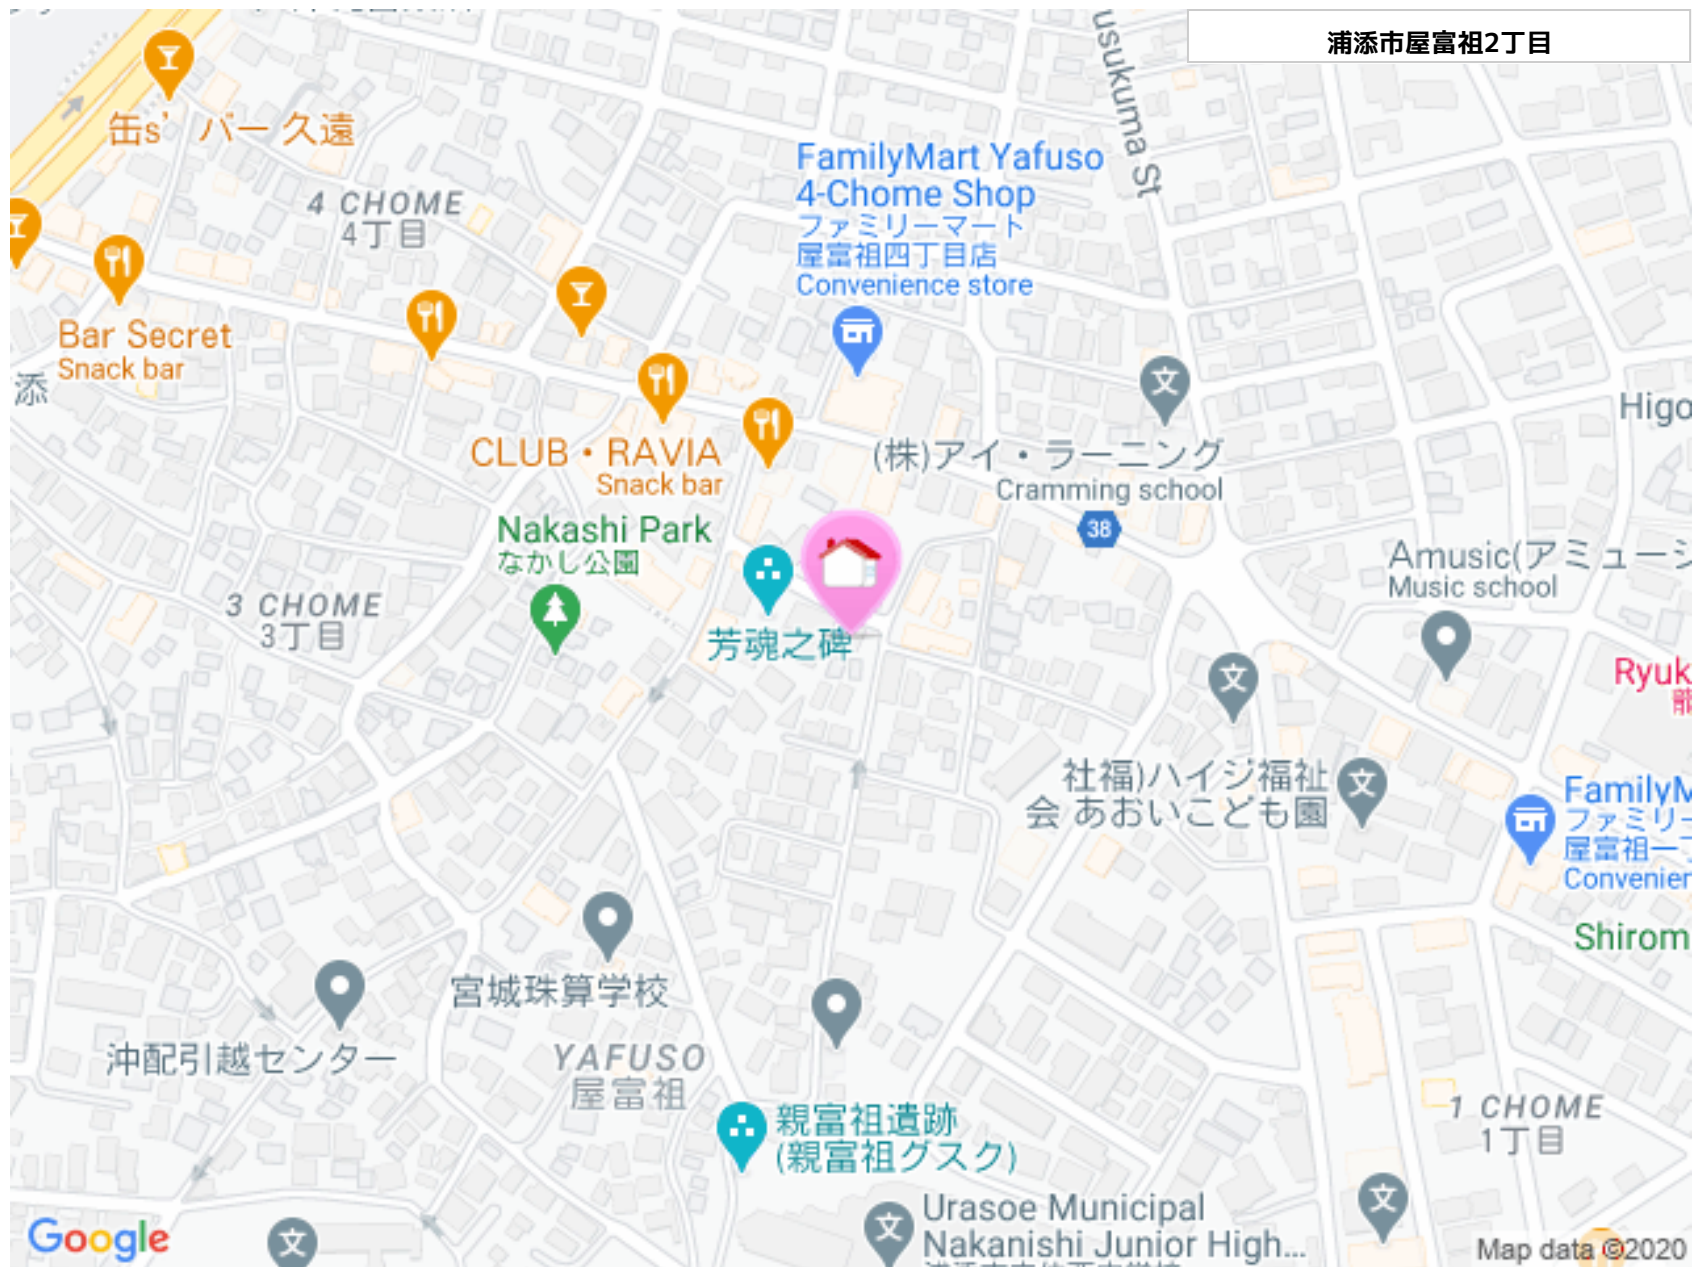 浦添市屋富祖2丁目
usukuma St
缶s’ バー 久遠
FamilyMart Yafuso
4-Chome Shop
ファミリーマート
屋富祖四丁目店
Convenience store
4 CHOME
4丁目
Bar Secret
Snack bar
添
Higo
CLUB・RAVIA
Snack bar
(株)アイ・ラーニング
Cramming school
38
Nakashi Park
なかし公園
Amusic(アミュージ
Music school
3 CHOME
3丁目
芳魂之碑
Ryuk
龍
社福)ハイジ福祉
会 あおいこども園
FamilyM
ファミリー
屋富祖一丁
Convenien
Shirom
宮城珠算学校
沖配引越センター
YAFUSO
屋富祖
親富祖遺跡
(親富祖グスク)
1 CHOME
1丁目
Urasoe Municipal
Nakanishi Junior High...
Google
Map data ©2020